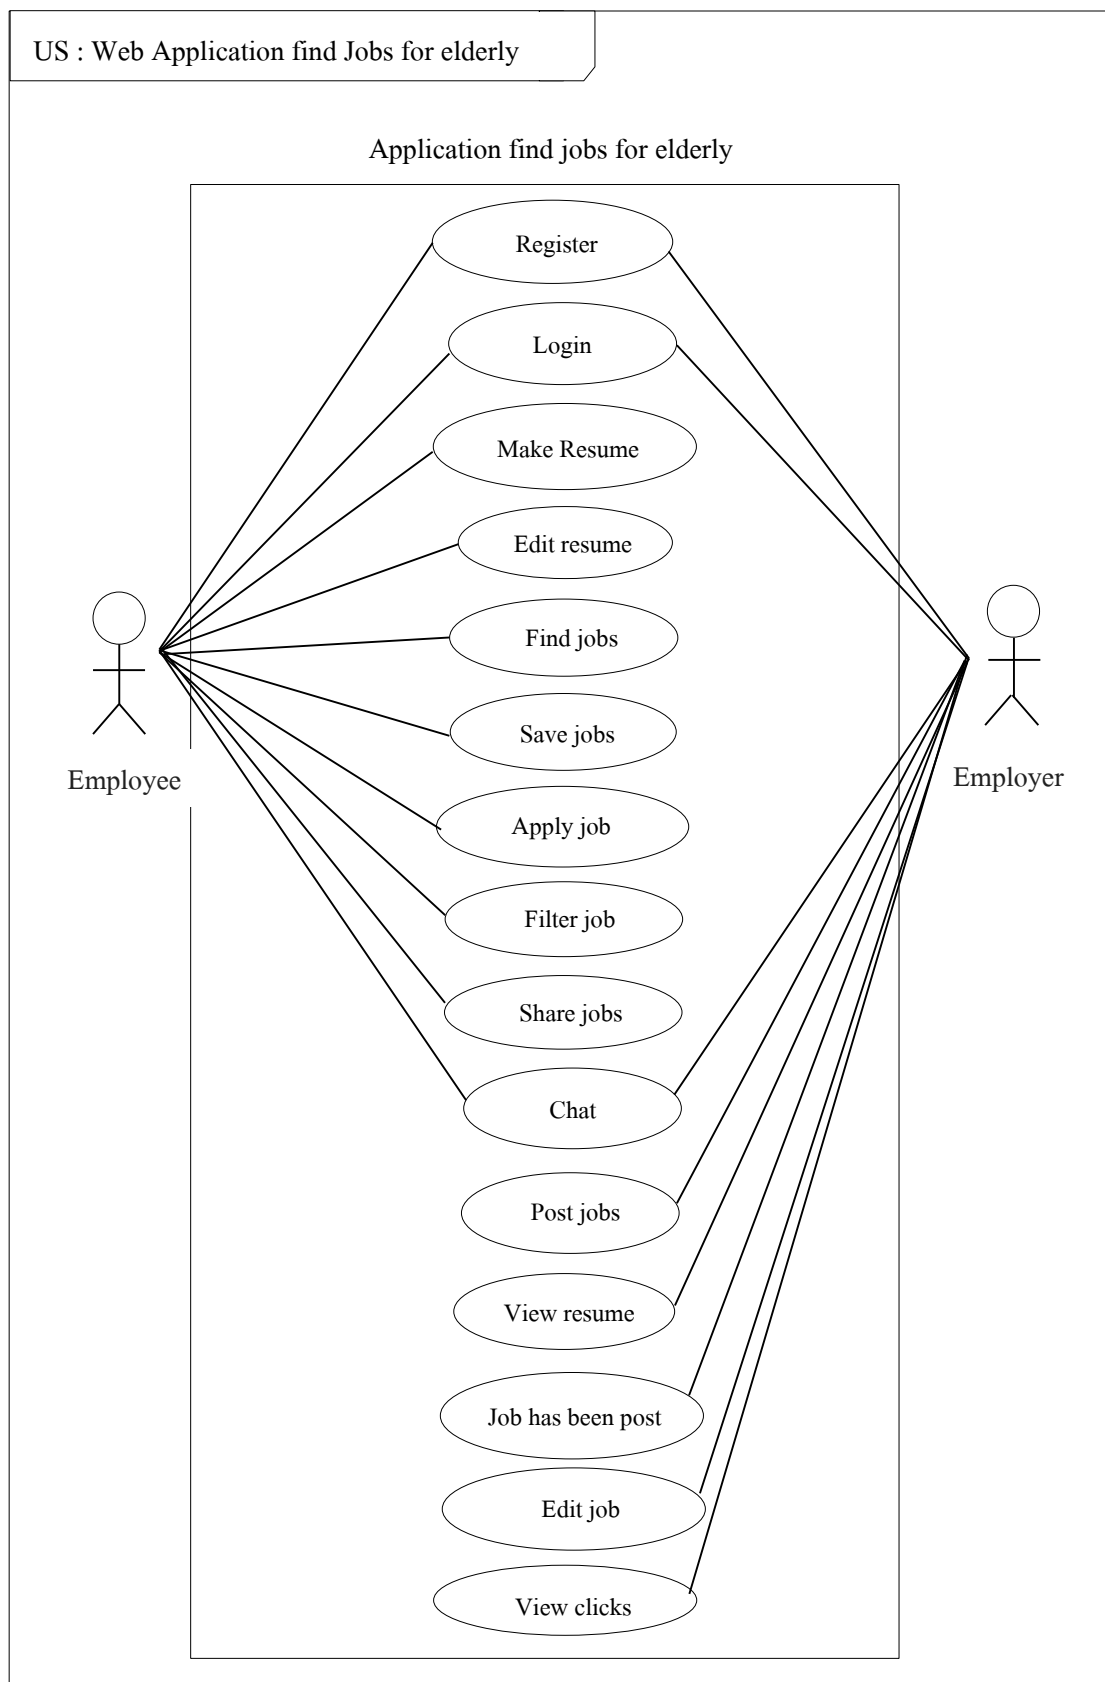 US : Web Application find Jobs for elderly
Application find jobs for elderly
Register
Login
Make Resume
Edit resume
Find jobs
Save jobs
Employee
Employer
Apply job
Filter job
Share jobs
Chat
Post jobs
View resume
Job has been post
Edit job
View clicks